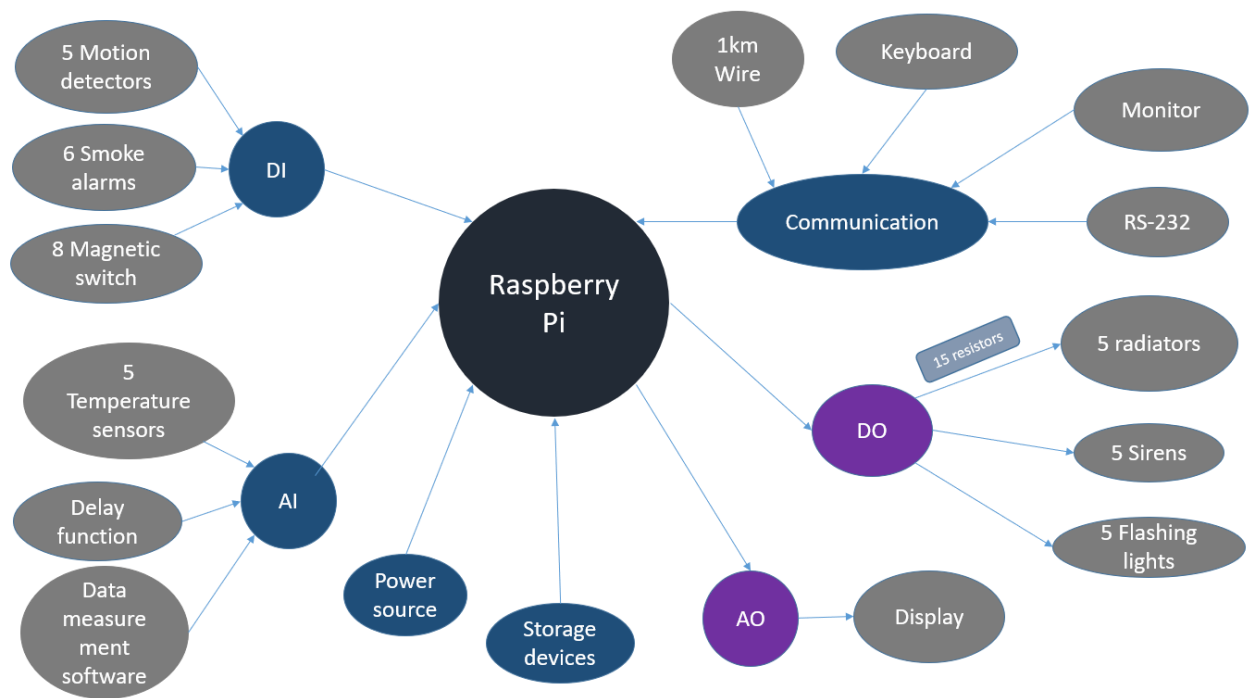 5 Motion
detectors
6 Smoke
alarms
8 Magnetic
switch
DI
5
Temperature
sensors
Delay
function
Data
measure
ment
software
AI
Power
source
Storage
devices
Raspberry
Pi
1km
Wire
Keyboard
Monitor
RS-232
Communication
15 resistors
DO
5 radiators
5 Sirens
5 Flashing
lights
AO
Display